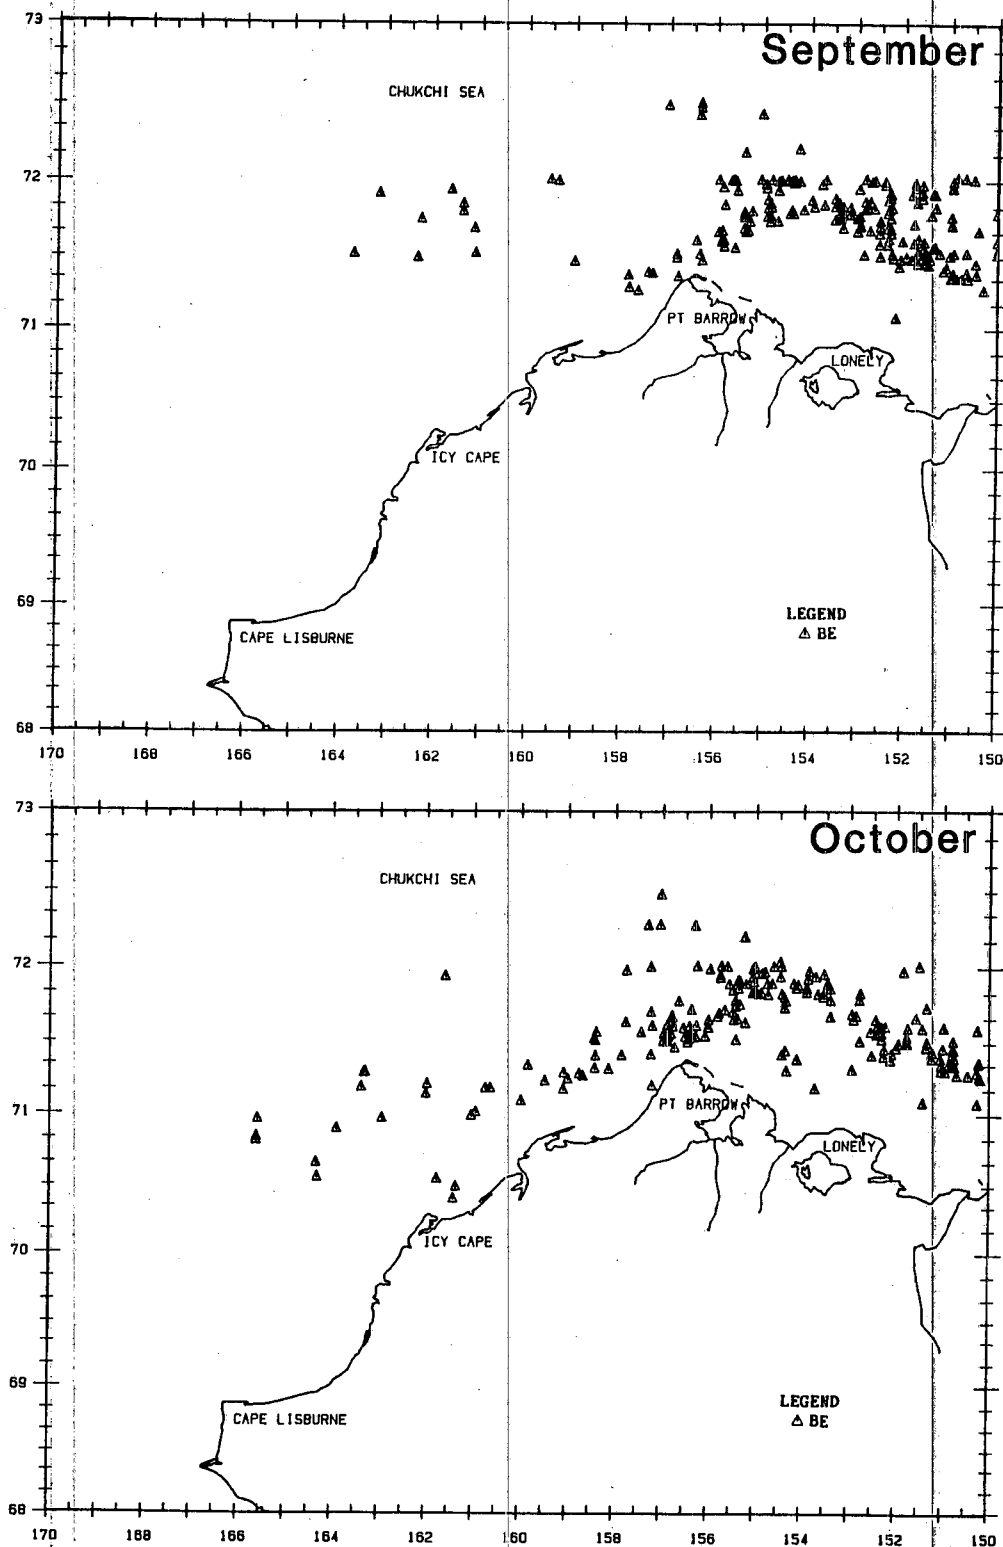 73
September
CHUKCHI SEA
72
71
PT BARROW
LONELY
ICY CAPE
70
69
LEGEND
BE
CAPE LISBURNE
68
170 168 166 164 162 160 158 156 154 152 150
73
October
CHUKCHI SEA
72
71
PT BARROW
LONELY
ICY CAPE
70
69
LEGEND
BE
CAPE LISBURNE
68
170 168 166 164 162 160 158 156 154 152 150